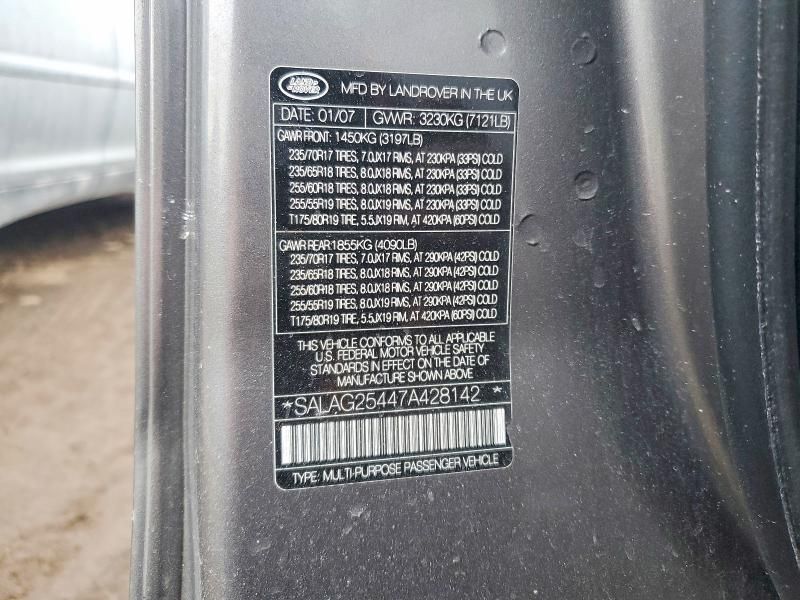 LAND ROVER
MFD BY LANDROVER IN THE UK
DATE: 01/07 GVWR: 3230KG (7121LB)
GAWR FRONT: 1450KG (3197LB)
235/70R17 TIRES, 7.0JX17 RIMS, AT 230KPA (33PSI) COLD
235/65R18 TIRES, 8.0JX18 RIMS, AT 230KPA (33PSI) COLD
255/60R18 TIRES, 8.0JX18 RIMS, AT 230KPA (33PSI) COLD
255/55R19 TIRES, 8.0JX19 RIMS, AT 230KPA (33PSI) COLD
T175/80R19 TIRE, 5.5JX19 RIM, AT 420KPA (60PSI) COLD
GAWR REAR:1855KG (4090LB)
235/70R17 TIRES, 7.0JX17 RIMS, AT 290KPA (42PSI) COLD
235/65R18 TIRES, 8.0JX18 RIMS, AT 290KPA (42PSI) COLD
255/60R18 TIRES, 8.0JX18 RIMS, AT 290KPA (42PSI) COLD
255/55R19 TIRES, 8.0JX19 RIMS, AT 290KPA (42PSI) COLD
T175/80R19 TIRE, 5.5JX19 RIM, AT 420KPA (60PSI) COLD
THIS VEHICLE CONFORMS TO ALL APPLICABLE
U.S. FEDERAL MOTOR VEHICLE SAFETY
STANDARDS IN EFFECT ON THE DATE OF
MANUFACTURE SHOWN ABOVE
*SALAG25447A428142*
TYPE: MULTI-PURPOSE PASSENGER VEHICLE